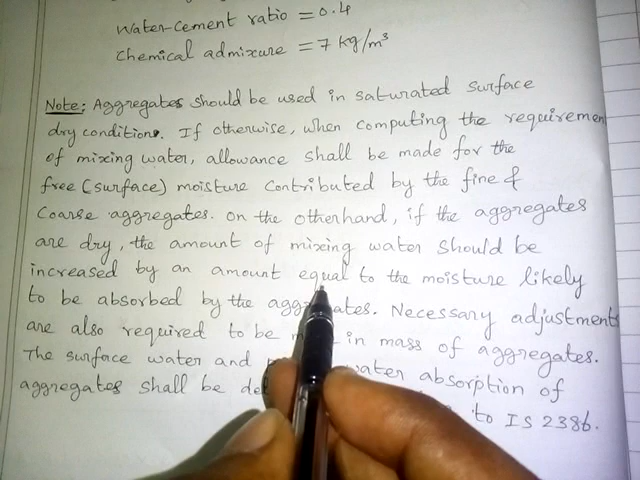 Water-Cement ratio = 0.4
Chemical admixure = 7 kg/m³
Note: Aggregates should be used in saturated surface
dry condition. If otherwise, when computing the requiremen
of mixing water, allowance shall be made for the
free (surface) moisture contributed by the fine &
Coarse aggregates. On the otherhand, if the aggregates
are dry, the amount of mixing water should be
increased by an amount equal to the moisture likely
to be absorbed by the aggregates. Necessary adjustments
are also required to be in mass of aggregates.
The surface water and water absorption of
aggregates shall be to IS 2386.